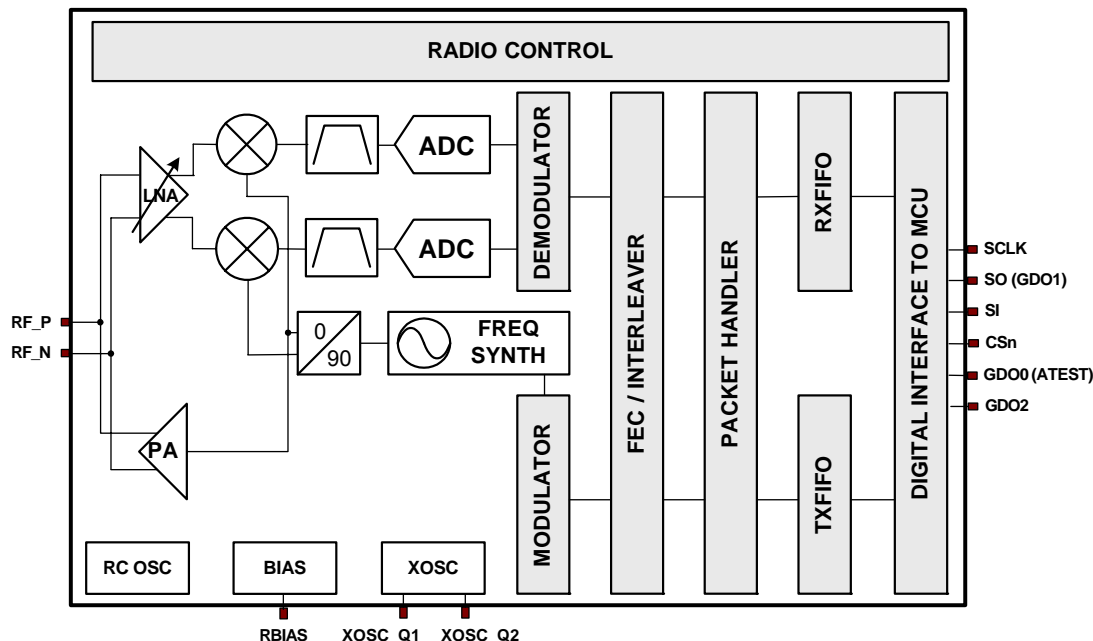 RADIO CONTROL
LNA
ADC
ADC
DEMODULATOR
FEC / INTERLEAVER
PACKET HANDLER
RXFIFO
DIGITAL INTERFACE TO MCU
SCLK
SO (GDO1)
SI
CSn
GDO0 (ATEST)
GDO2
RF_P
RF_N
0
90
FREQ
SYNTH
PA
MODULATOR
TXFIFO
RC OSC
BIAS
XOSC
RBIAS
XOSC_Q1
XOSC_Q2